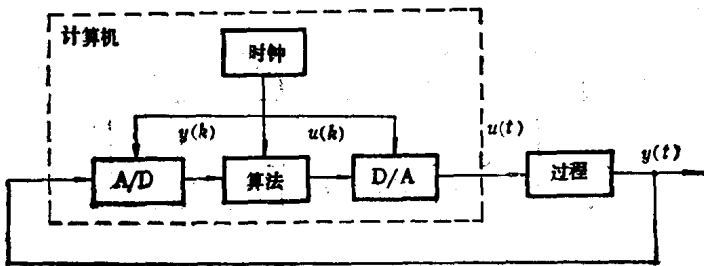 计算机
时钟
y(k)
u(k)
u(t)
y(t)
A/D
算法
D/A
过程